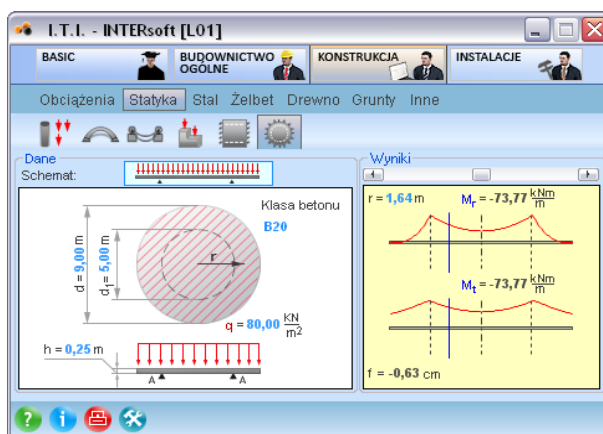 I.T.I. - INTERsoft [L01]
BASIC
BUDOWNICTWO
OGÓLNE
KONSTRUKCJA
INSTALACJE
Obciążenia Statyka Stal Żelbet Drewno Grunty Inne
Dane
Schemat:
Klasa betonu
B20
d = 9,00 m
d1 = 5,00 m
r
q = 80,00 KN/m2
h = 0,25 m
A A
Wyniki
r = 1,64 m Mr = -73,77 kNm/m
Mt = -73,77 kNm/m
f = -0,63 cm